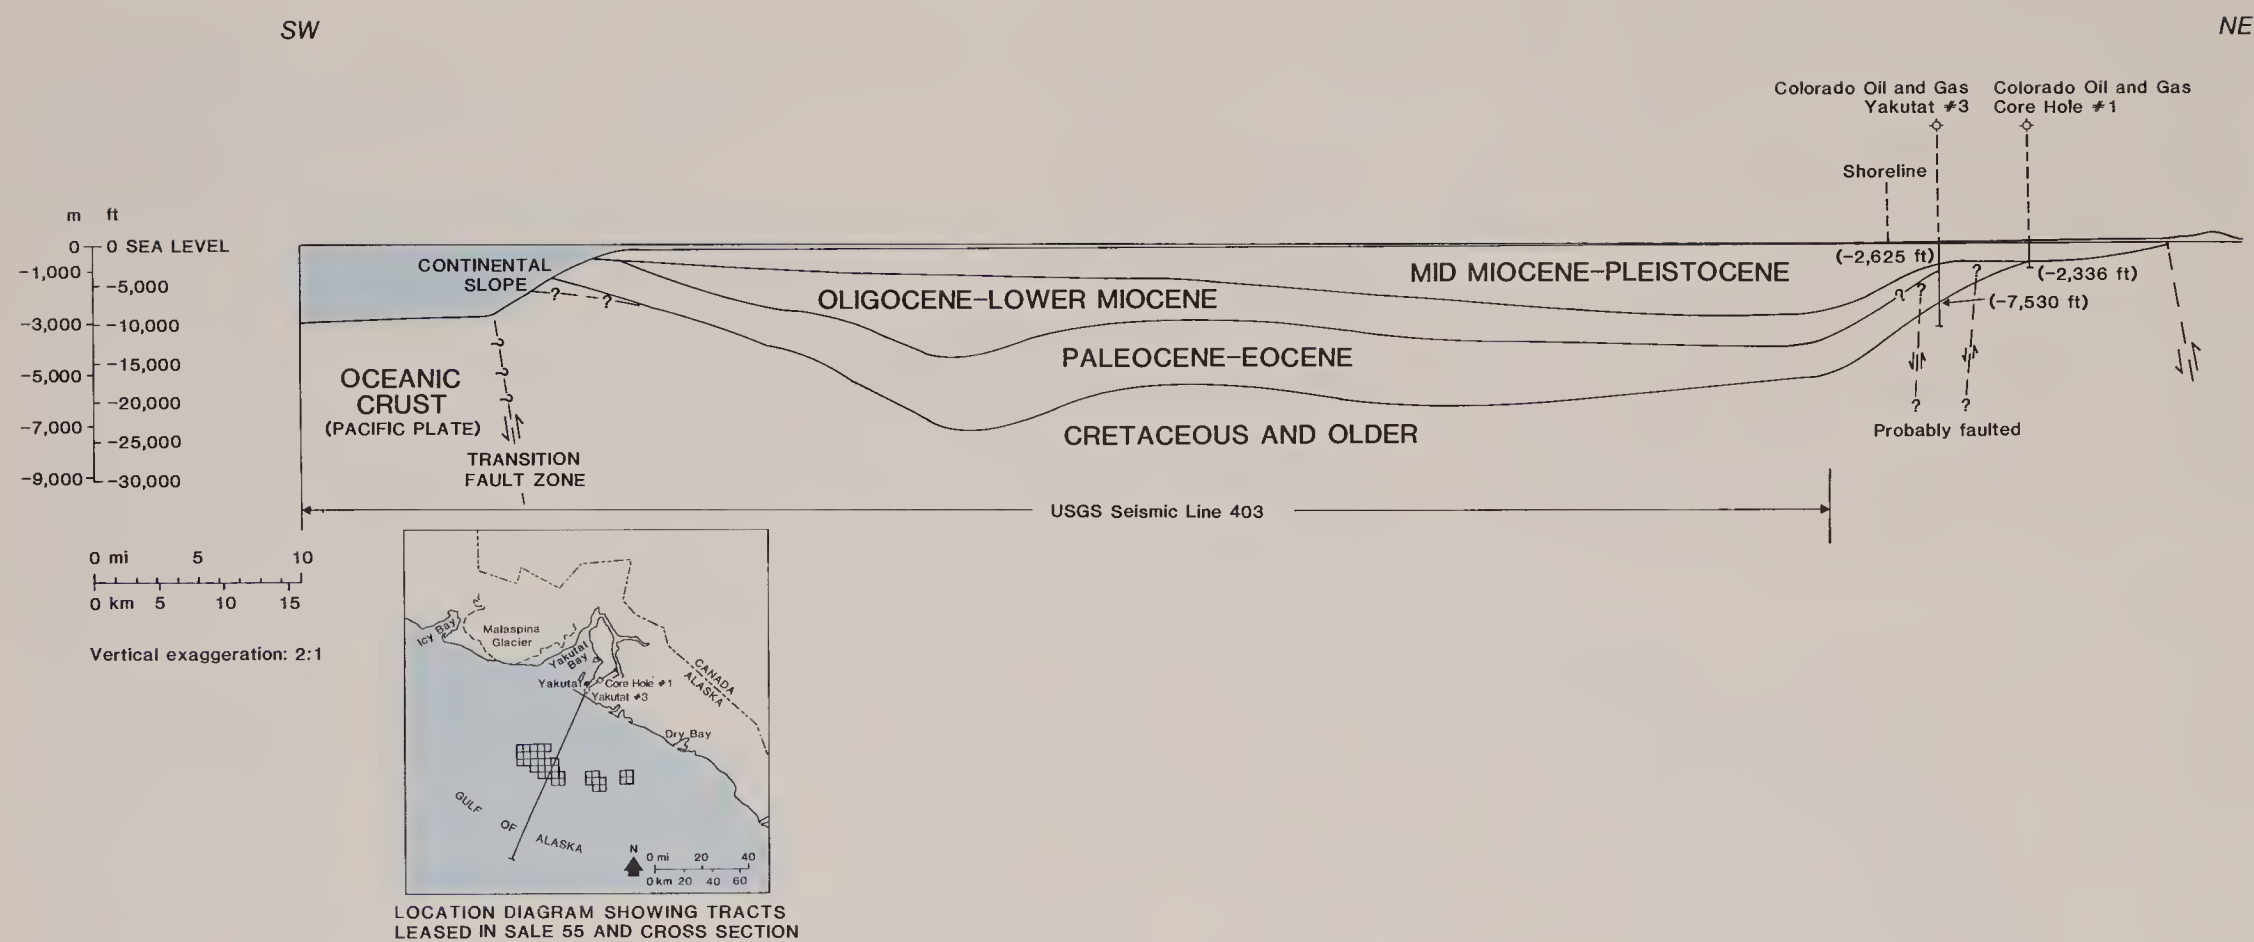 SW
NE
Colorado Oil and Gas
Yakutat #3
Colorado Oil and Gas
Core Hole #1
Shoreline
m ft
0 0 SEA LEVEL
-1,000
-5,000
-3,000 -10,000
-15,000
-5,000
-20,000
-7,000
-25,000
-9,000 -30,000
CONTINENTAL
SLOPE
? ?
OLIGOCENE-LOWER MIOCENE
MID MIOCENE-PLEISTOCENE
(-2,625 ft)
(-2,336 ft)
(-7,530 ft)
? ? ?
PALEOCENE-EOCENE
OCEANIC
CRUST
(PACIFIC PLATE)
?
?
?
TRANSITION
FAULT ZONE
CRETACEOUS AND OLDER
? ?
Probably faulted
USGS Seismic Line 403
0 mi 5 10
0 km 5 10 15
Vertical exaggeration: 2:1
Icy Bay
Malaspina
Glacier
Yakutat
Bay
Yakutat
Core Hole #1
Yakutat #3
CANADA
ALASKA
Dry Bay
GULF OF ALASKA
N
0 mi 20 40
0 km 20 40 60
LOCATION DIAGRAM SHOWING TRACTS
LEASED IN SALE 55 AND CROSS SECTION